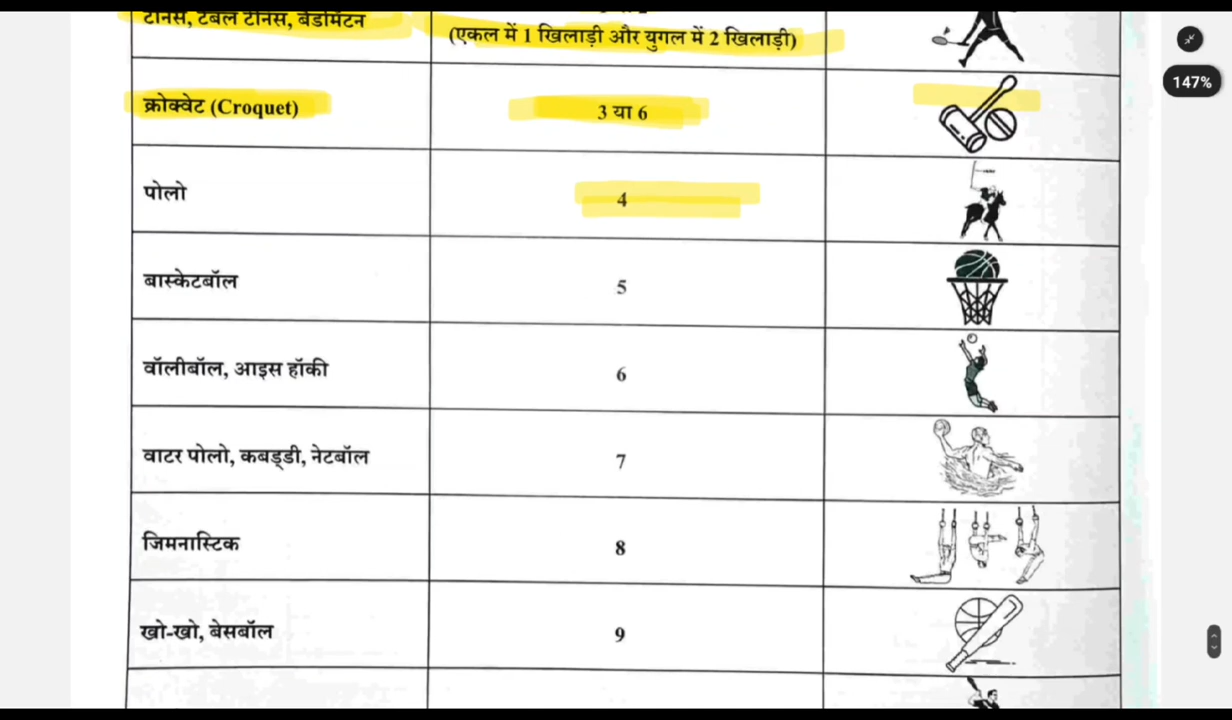 टेनिस, टेबल टेनिस, बैडमिंटन
(एकल में 1 खिलाड़ी और युगल में 2 खिलाड़ी)
147%
क्रोक्वेट (Croquet) 3 या 6
पोलो 4
बास्केटबॉल 5
वॉलीबॉल, आइस हॉकी 6
वाटर पोलो, कबड्डी, नेटबॉल 7
जिमनास्टिक 8
खो-खो, बेसबॉल 9